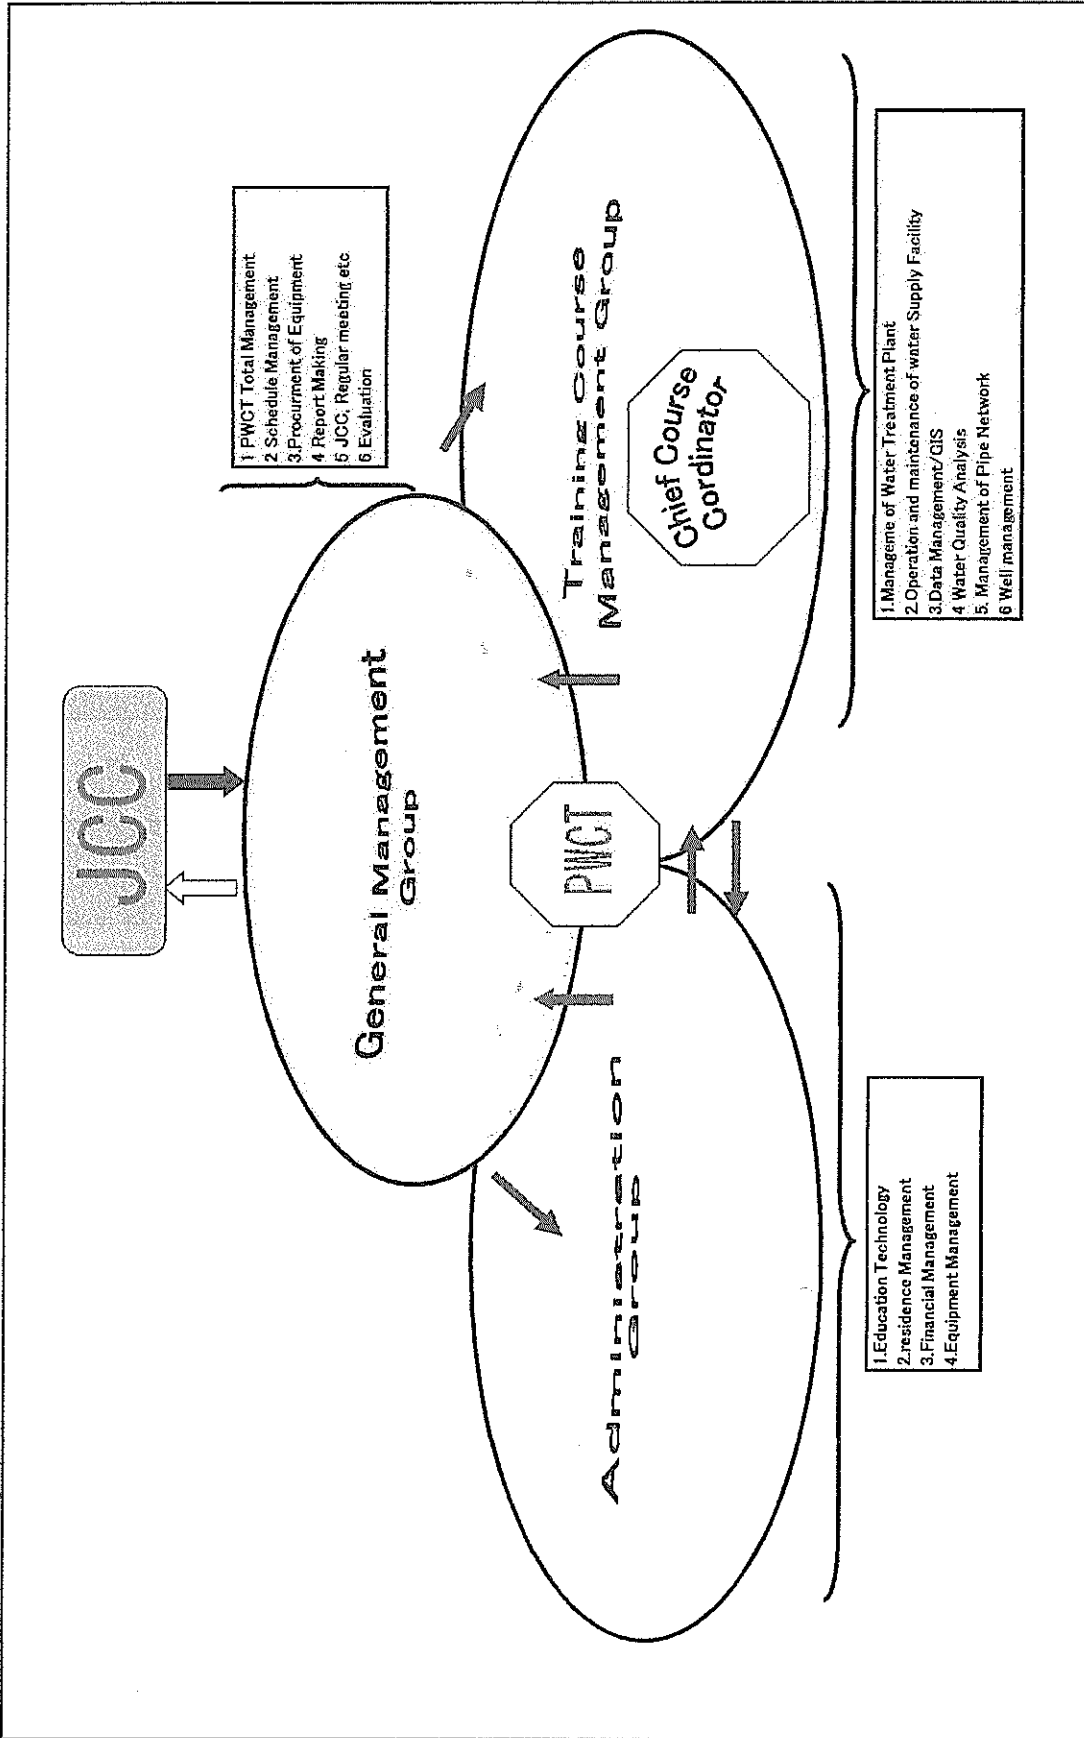 JCC
General Management
Group
1 PWCT Total Management
2 Schedule Management
3.Procurment of Equipment
4 Report Making
5 JCC, Regular meeting etc
6 Evaluation
PWCT
Administration
Group
Training Course
Management Group
Chief Course
Cordinator
1.Education Technology
2.residence Management
3.Financial Management
4.Equipment Management
1.Manageme of Water Treatment Plant
2.Operation and maintenance of water Supply Facility
3.Data Management/GIS
4 Water Quality Analysis
5. Management of Pipe Network
6 Well management